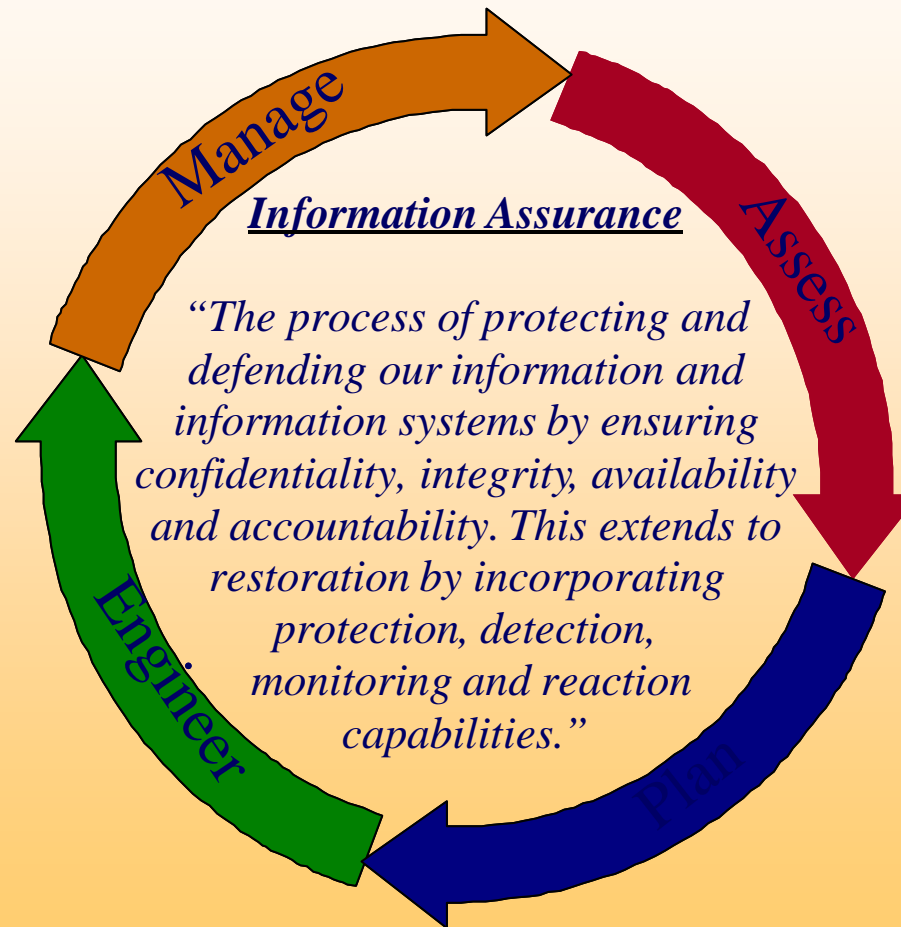 Manage
Assess
Information Assurance
“The process of protecting and
defending our information and
information systems by ensuring
confidentiality, integrity, availability
and accountability. This extends to
restoration by incorporating
protection, detection,
monitoring and reaction
capabilities.”
Engineer
Plan